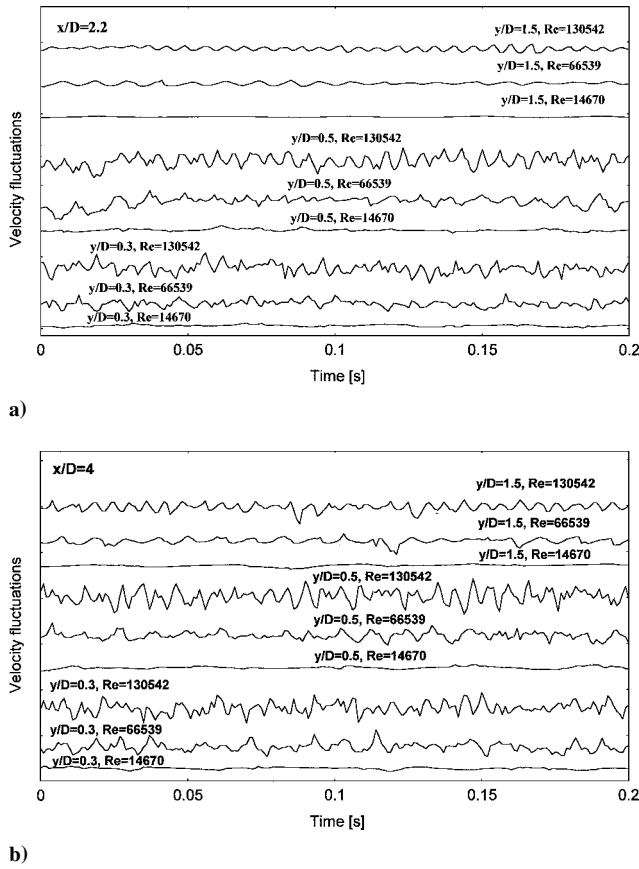 x/D=2.2
y/D=1.5, Re=130542
y/D=1.5, Re=66539
y/D=1.5, Re=14670
y/D=0.5, Re=130542
y/D=0.5, Re=66539
y/D=0.5, Re=14670
y/D=0.3, Re=130542
y/D=0.3, Re=66539
y/D=0.3, Re=14670
Velocity fluctuations
0 0.05 0.1 0.15 0.2
Time [s]
a)
x/D=4
y/D=1.5, Re=130542
y/D=1.5, Re=66539
y/D=1.5, Re=14670
y/D=0.5, Re=130542
y/D=0.5, Re=66539
y/D=0.5, Re=14670
y/D=0.3, Re=130542
y/D=0.3, Re=66539
y/D=0.3, Re=14670
Velocity fluctuations
0 0.05 0.1 0.15 0.2
Time [s]
b)